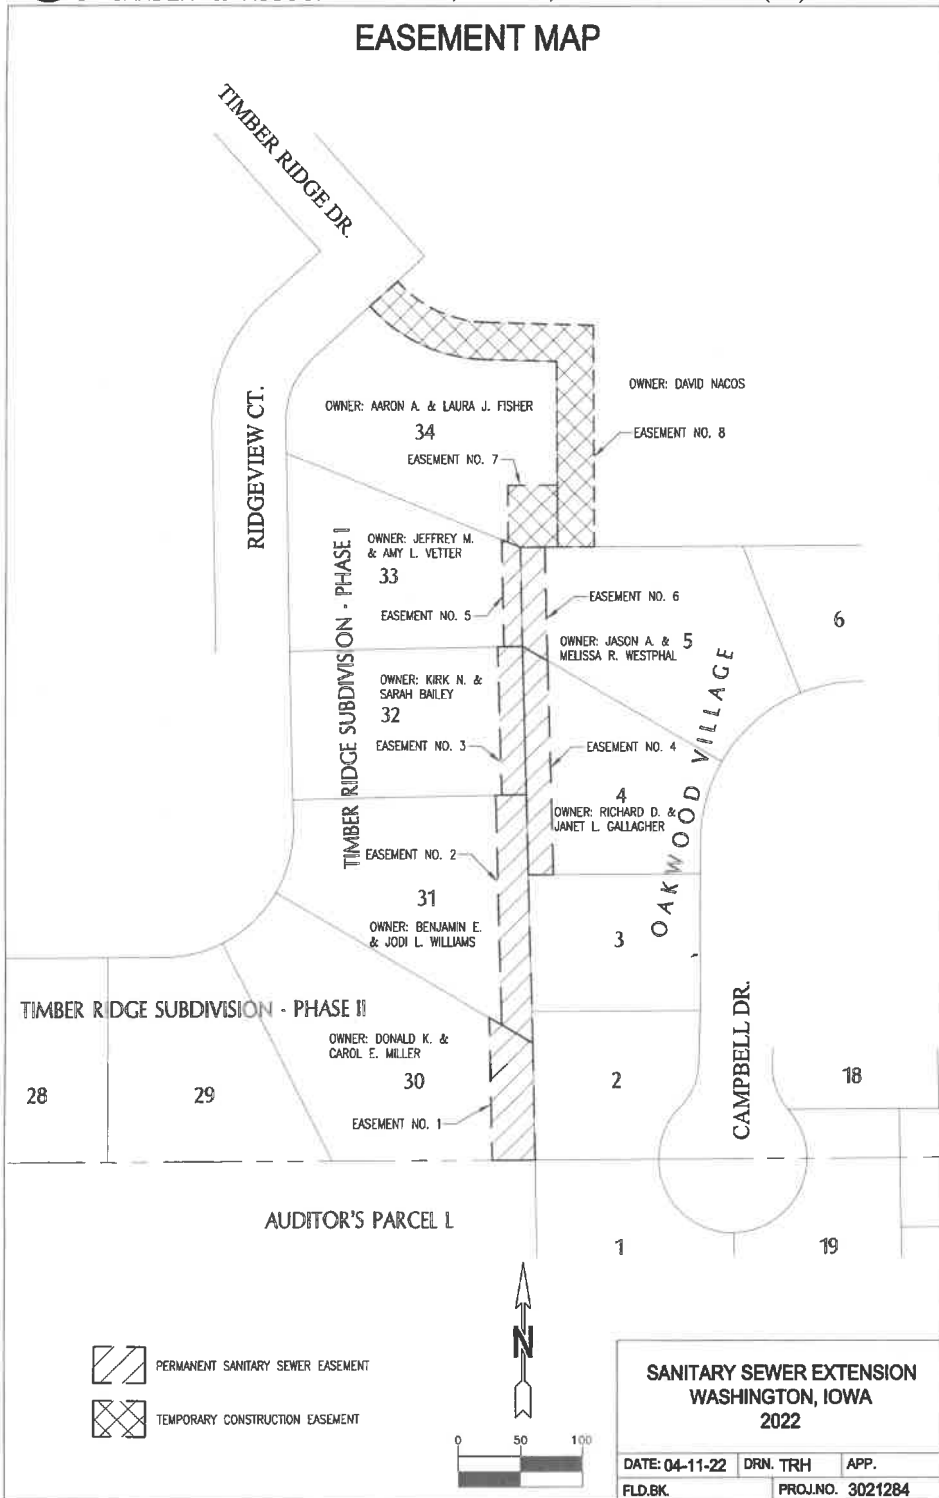 EASEMENT MAP
TIMBER RIDGE DR.
RIDGEVIEW CT.
OWNER: DAVID NACOS
OWNER: AARON A. & LAURA J. FISHER
34
EASEMENT NO. 8
EASEMENT NO. 7
TIMBER RIDGE SUBDIVISION - PHASE I
OWNER: JEFFREY M.
& AMY L. VETTER
33
EASEMENT NO. 5
EASEMENT NO. 6
OWNER: JASON A. &
MELISSA R. WESTPHAL
5
6
OWNER: KIRK N. &
SARAH BAILEY
32
EASEMENT NO. 3
EASEMENT NO. 4
4
OWNER: RICHARD D. &
JANET L. GALLAGHER
OAKWOOD VILLAGE
EASEMENT NO. 2
31
OWNER: BENJAMIN E.
& JODI L. WILLIAMS
3
TIMBER RIDGE SUBDIVISION - PHASE II
OWNER: DONALD K. &
CAROL E. MILLER
30
EASEMENT NO. 1
28
29
2
CAMPBELL DR.
18
AUDITOR'S PARCEL L
1
19
N
PERMANENT SANITARY SEWER EASEMENT
TEMPORARY CONSTRUCTION EASEMENT
0 50 100
SANITARY SEWER EXTENSION
WASHINGTON, IOWA
2022
DATE: 04-11-22 DRN. TRH APP.
FLD.BK. PROJ.NO. 3021284